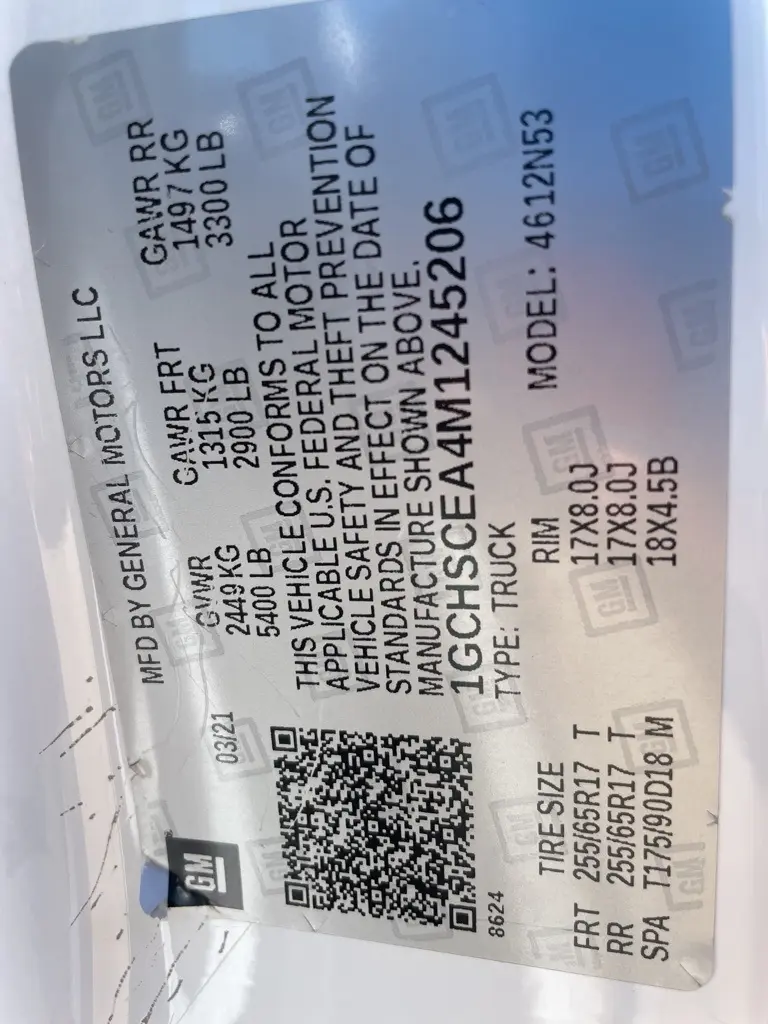 GM
MFD BY GENERAL MOTORS LLC
03/21
GVWR GAWR FRT GAWR RR
2449 KG 1315 KG 1497 KG
5400 LB 2900 LB 3300 LB
THIS VEHICLE CONFORMS TO ALL
APPLICABLE U.S. FEDERAL MOTOR
VEHICLE SAFETY AND THEFT PREVENTION
STANDARDS IN EFFECT ON THE DATE OF
MANUFACTURE SHOWN ABOVE.
1GCHSCEA4M1245206
TYPE: TRUCK MODEL: 4612N53
8624
TIRE SIZE RIM
FRT 255/65R17 T 17X8.0J
RR 255/65R17 T 17X8.0J
SPA T175/90D18 M 18X4.5B